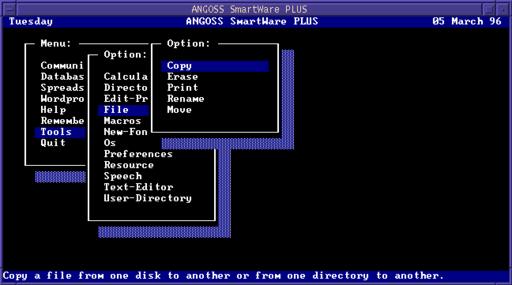 ANGOSS SmartWare PLUS
Tuesday ANGOSS SmartWare PLUS 05 March 96
Menu:
Communi
Databas
Spreads
Wordpro
Help
Remembe
Tools
Quit
Option:
Calcula
Directo
Edit-Pr
File
Macros
New-Fon
Os
Preferences
Resource
Speech
Text-Editor
User-Directory
Option:
Copy
Erase
Print
Rename
Move
Copy a file from one disk to another or from one directory to another.